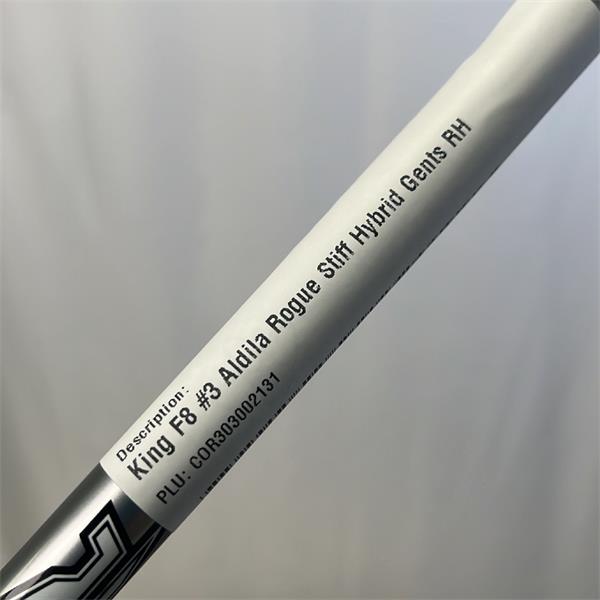 Description:
King F8 #3 Aldila Rogue Stiff Hybrid Gents RH
PLU: COR303002131